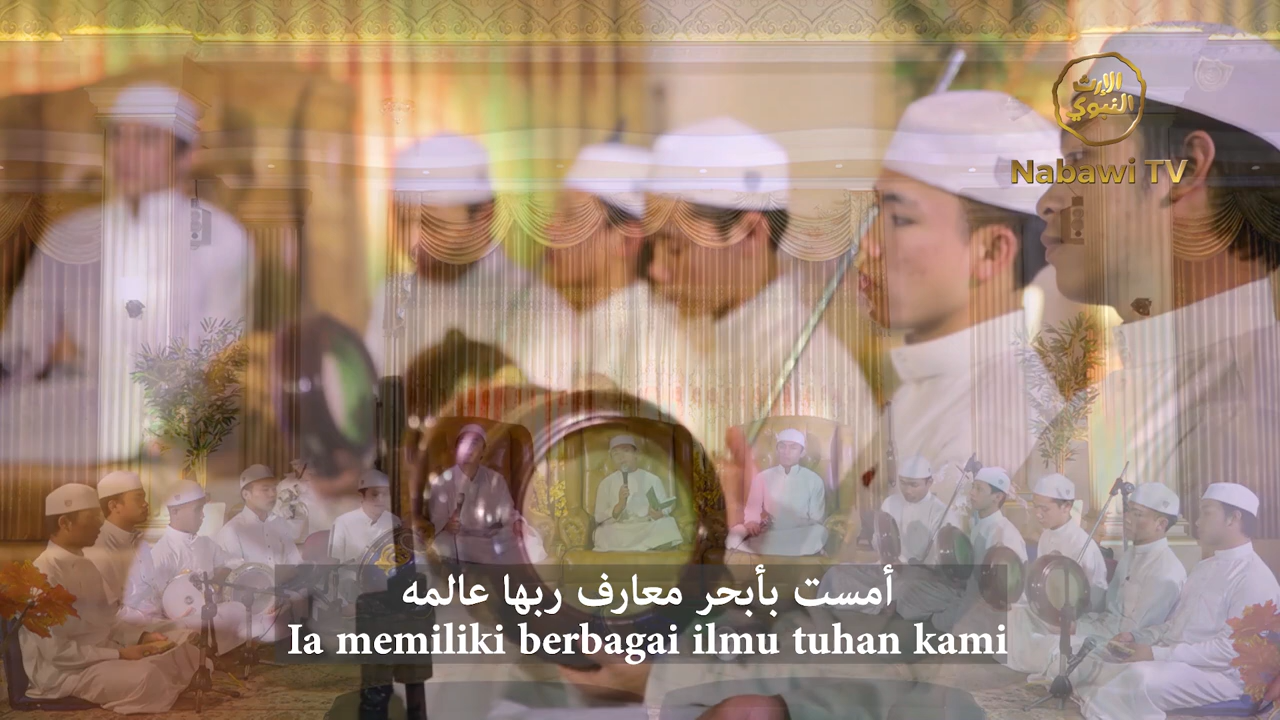 الإرث
النبوي
Nabawi TV
أمست بأبحر معارف ربها عالمه
Ia memiliki berbagai ilmu tuhan kami